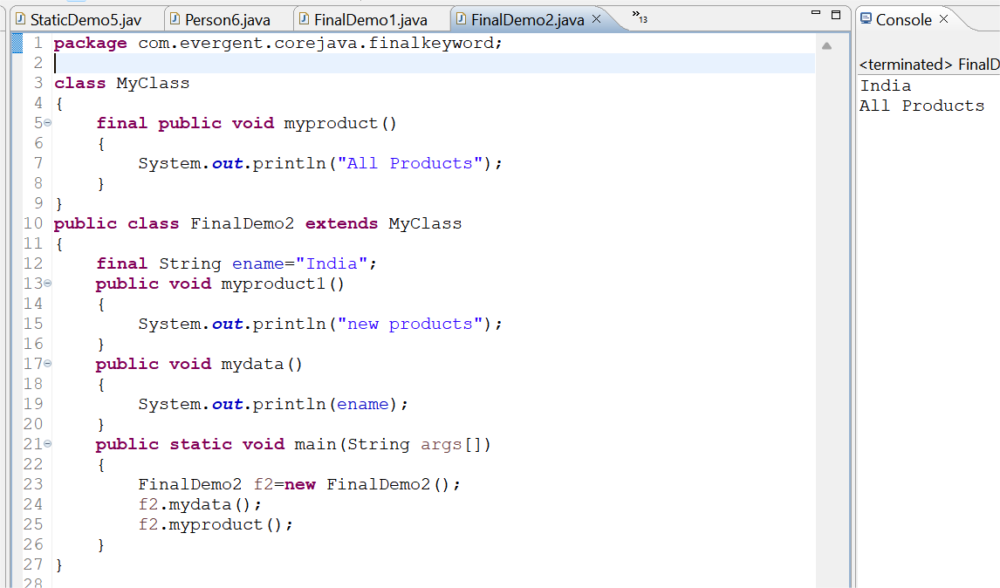 StaticDemo5.jav Person6.java FinalDemo1.java FinalDemo2.java »13
1 package com.evergent.corejava.finalkeyword;
2
3 class MyClass
4 {
5 final public void myproduct()
6 {
7 System.out.println("All Products");
8 }
9 }
10 public class FinalDemo2 extends MyClass
11 {
12 final String ename="India";
13 public void myproduct1()
14 {
15 System.out.println("new products");
16 }
17 public void mydata()
18 {
19 System.out.println(ename);
20 }
21 public static void main(String args[])
22 {
23 FinalDemo2 f2=new FinalDemo2();
24 f2.mydata();
25 f2.myproduct();
26 }
27 }
28
Console
<terminated> FinalD
India
All Products